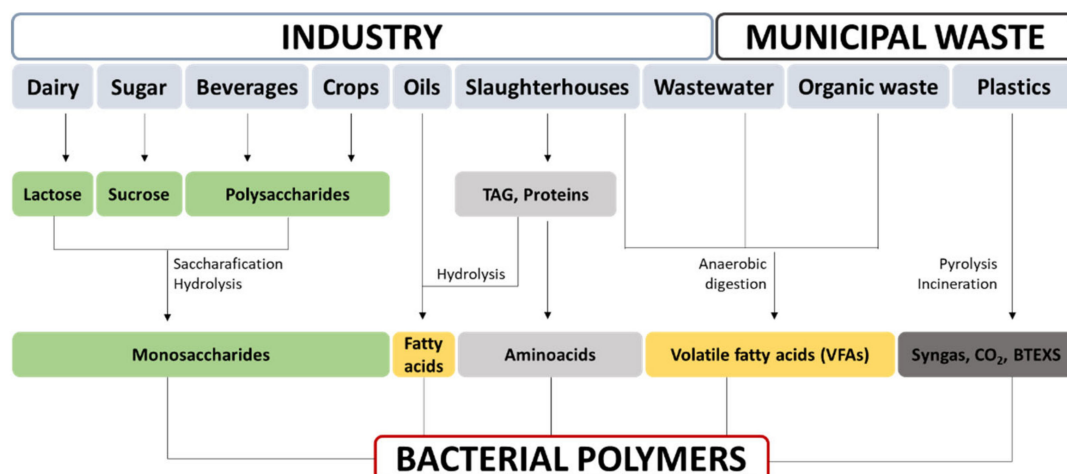 INDUSTRY
MUNICIPAL WASTE
Dairy
Sugar
Beverages
Crops
Oils
Slaughterhouses
Wastewater
Organic waste
Plastics
Lactose
Sucrose
Polysaccharides
TAG, Proteins
Saccharafication
Hydrolysis
Hydrolysis
Anaerobic
digestion
Pyrolysis
Incineration
Monosaccharides
Fatty
acids
Aminoacids
Volatile fatty acids (VFAs)
Syngas, CO₂, BTEXS
BACTERIAL POLYMERS